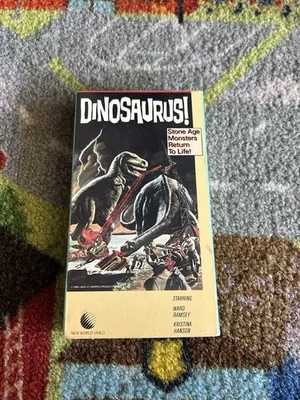 DINOSAURUS!
Stone Age
Monsters
Return
To Life!
STARRING
WARD
RAMSEY
KRISTINA
HANSON
NEW WORLD VIDEO